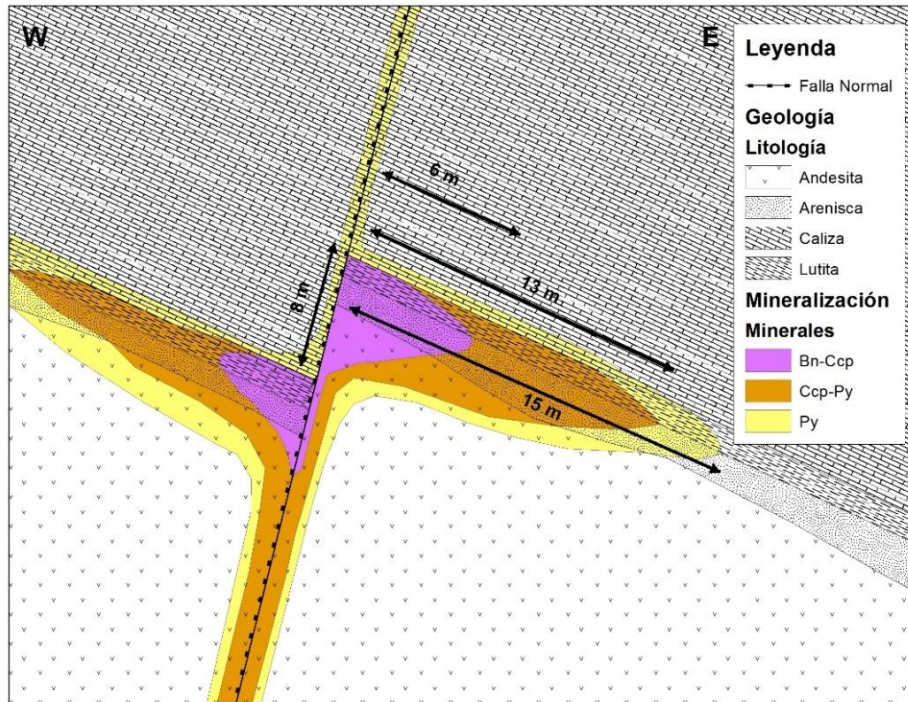 W
E
Leyenda
Falla Normal
Geología
Litología
Andesita
Arenisca
Caliza
Lutita
Mineralización
Minerales
Bn-Ccp
Ccp-Py
Py
6 m
8 m
13 m.
15 m